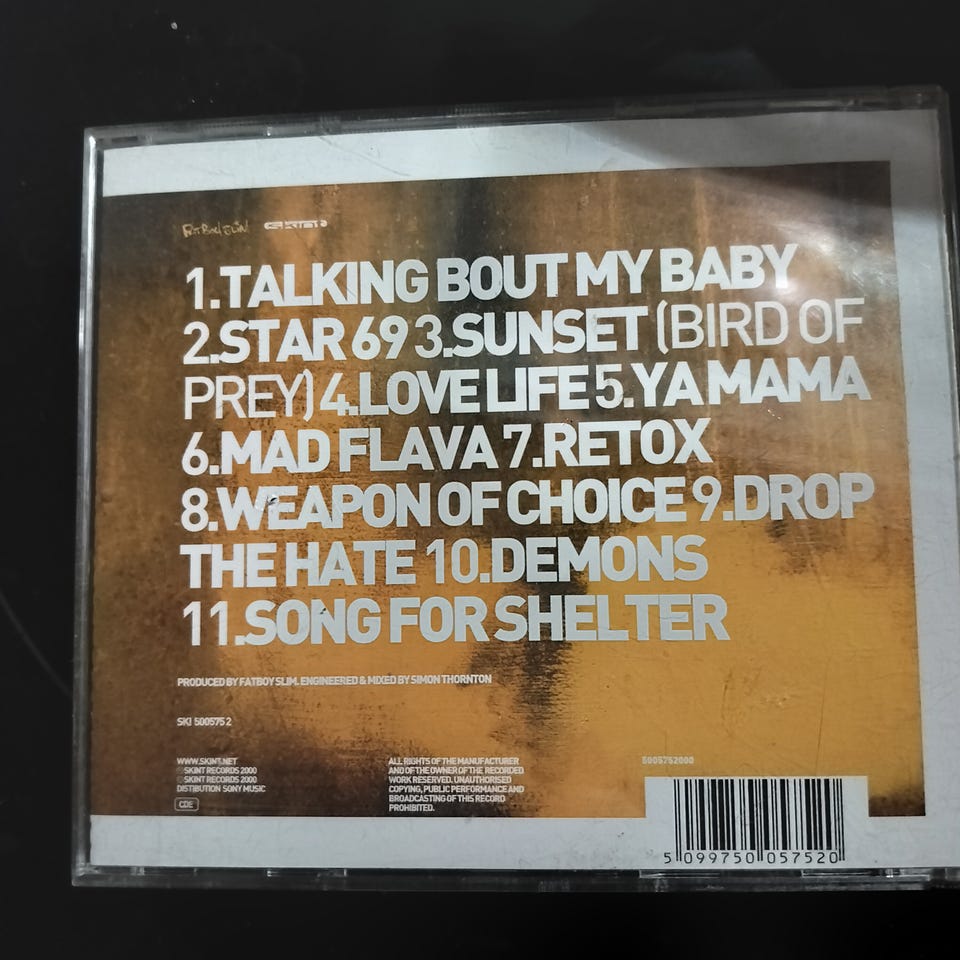 FATBOY SLIM skint
1.TALKING BOUT MY BABY
2.STAR 69 3.SUNSET (BIRD OF
PREY) 4.LOVE LIFE 5.YA MAMA
6.MAD FLAVA 7.RETOX
8.WEAPON OF CHOICE 9.DROP
THE HATE 10.DEMONS
11.SONG FOR SHELTER
PRODUCED BY FATBOY SLIM. ENGINEERED & MIXED BY SIMON THORNTON
SKI 500575 2
WWW.SKINT.NET
℗SKINT RECORDS 2000
©SKINT RECORDS 2000
DISTIBUTION SONY MUSIC
CDE
ALL RIGHTS OF THE MANUFACTURER
AND OF THE OWNER OF THE RECORDED
WORK RESERVED. UNAUTHORISED
COPYING, PUBLIC PERFORMANCE AND
BROADCASTING OF THIS RECORD
PROHIBITED.
5005752000
5 099750 057520